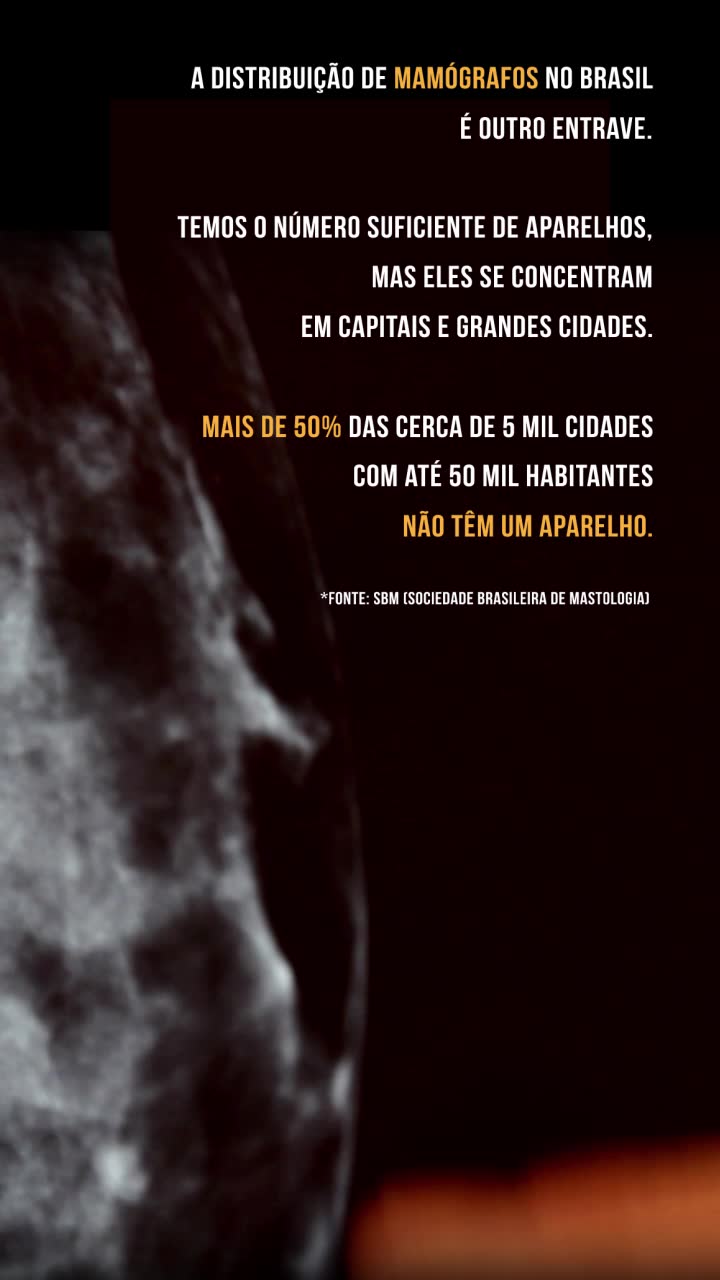 A DISTRIBUIÇÃO DE MAMÓGRAFOS NO BRASIL
É OUTRO ENTRAVE.
TEMOS O NÚMERO SUFICIENTE DE APARELHOS,
MAS ELES SE CONCENTRAM
EM CAPITAIS E GRANDES CIDADES.
MAIS DE 50% DAS CERCA DE 5 MIL CIDADES
COM ATÉ 50 MIL HABITANTES
NÃO TÊM UM APARELHO.
*FONTE: SBM (SOCIEDADE BRASILEIRA DE MASTOLOGIA)